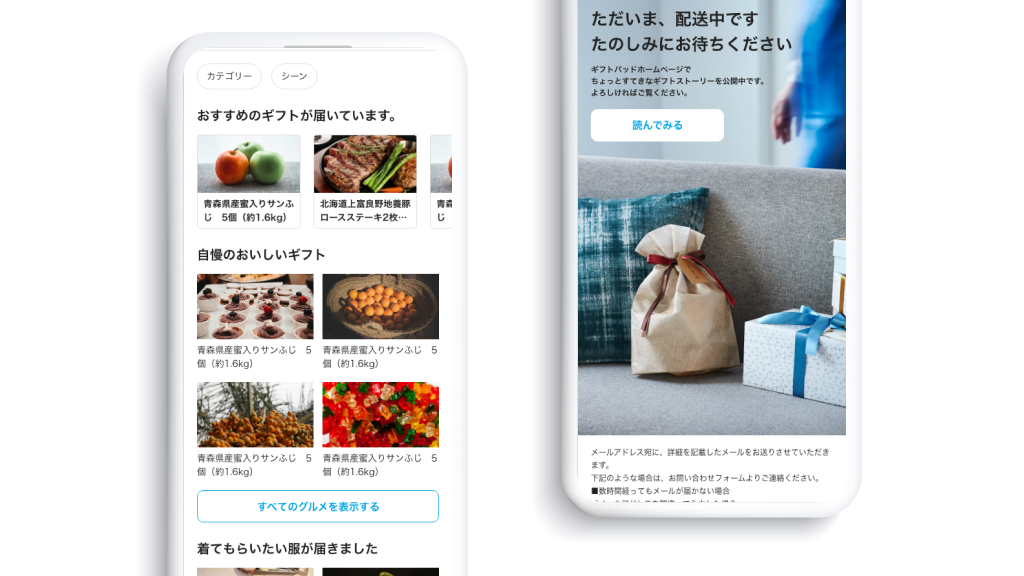 カテゴリー
シーン
おすすめのギフトが届いています。
青森県産蜜入りサンふ
じ　5個（約1.6kg）
北海道上富良野地養豚
ロースステーキ2枚…
青森
じ
自慢のおいしいギフト
青森県産蜜入りサンふじ　5
個（約1.6kg）
青森県産蜜入りサンふじ　5
個（約1.6kg）
青森県産蜜入りサンふじ　5
個（約1.6kg）
青森県産蜜入りサンふじ　5
個（約1.6kg）
すべてのグルメを表示する
着てもらいたい服が届きました
ただいま、配送中です
たのしみにお待ちください
ギフトパッドホームページで
ちょっとすてきなギフトストーリーを公開中です。
よろしければご覧ください。
読んでみる
メールアドレス宛に、詳細を記載したメールをお送りさせていただき
ます。
下記のような場合は、お問い合わせフォームよりご連絡ください。
■数時間経ってもメールが届かない場合